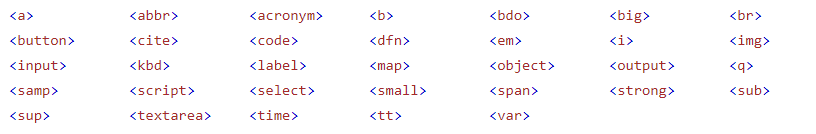 <a> <abbr> <acronym> <b> <bdo> <big> <br>
<button> <cite> <code> <dfn> <em> <i> <img>
<input> <kbd> <label> <map> <object> <output> <q>
<samp> <script> <select> <small> <span> <strong> <sub>
<sup> <textarea> <time> <tt> <var>